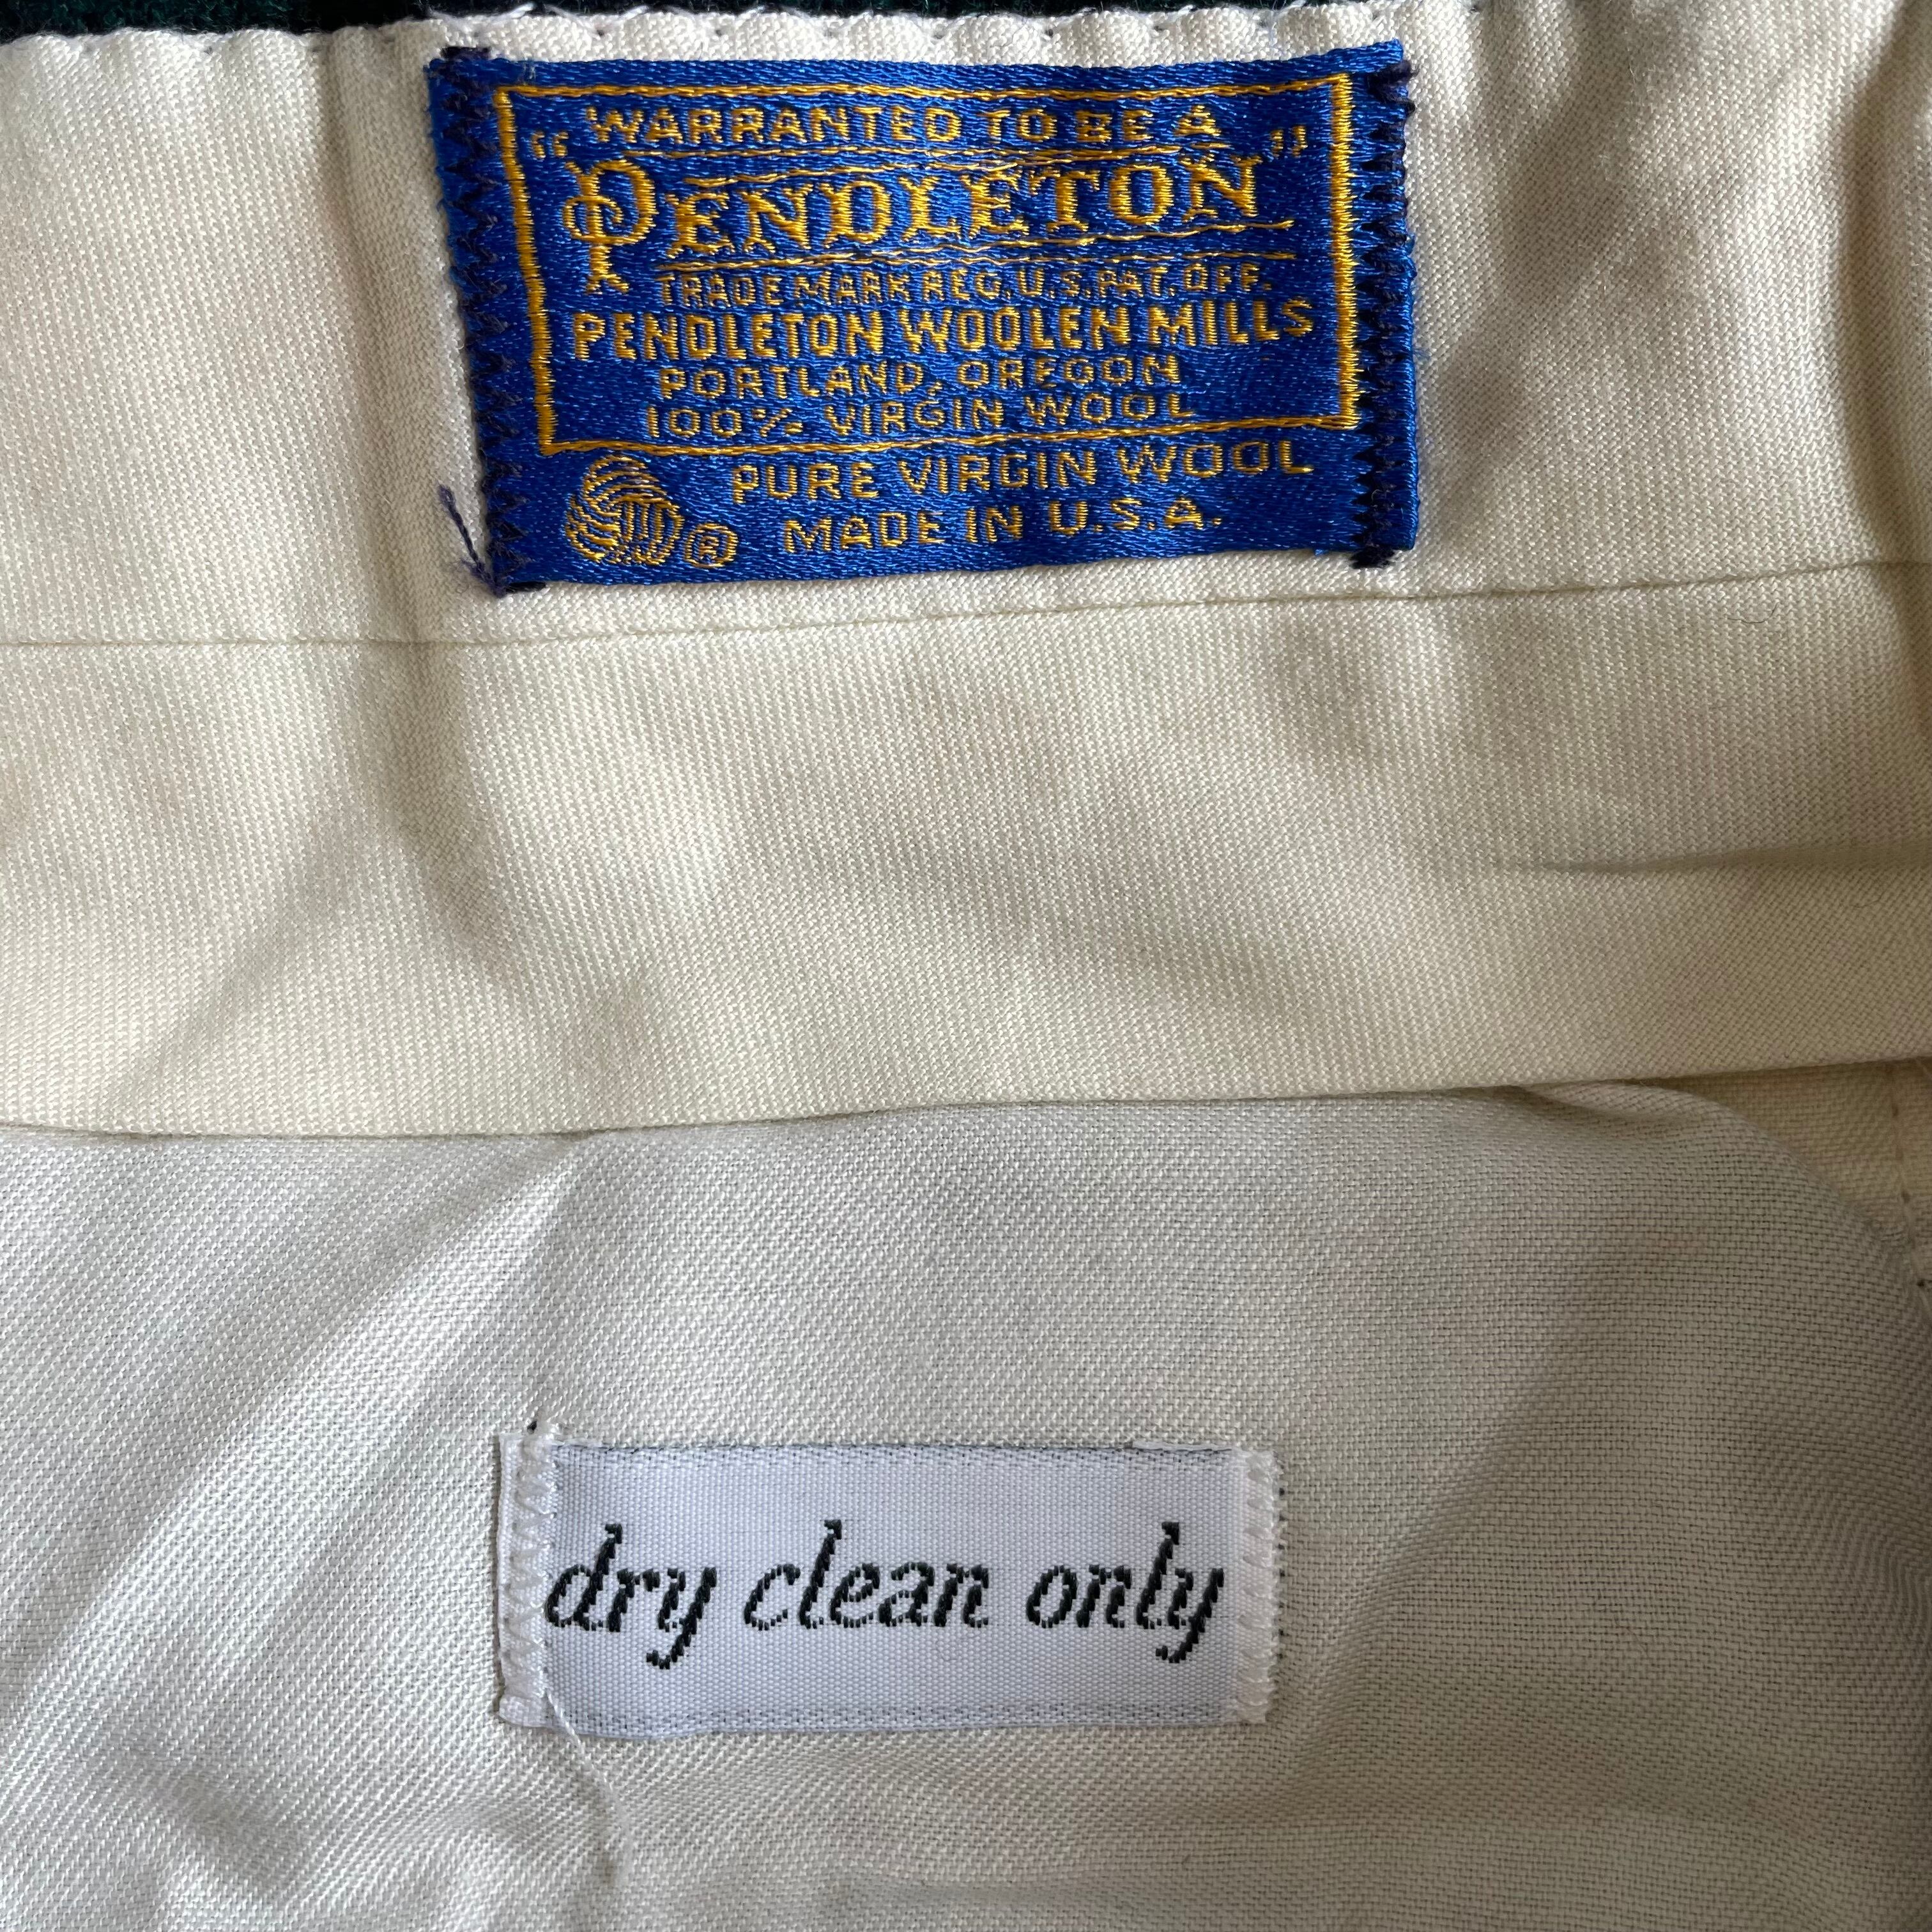 "WARRANTED TO BE A
PENDLETON"
TRADE MARK REG. U.S. PAT. OFF.
PENDLETON WOOLEN MILLS
PORTLAND, OREGON
100% VIRGIN WOOL
PURE VIRGIN WOOL
® MADE IN U.S.A.
dry clean only